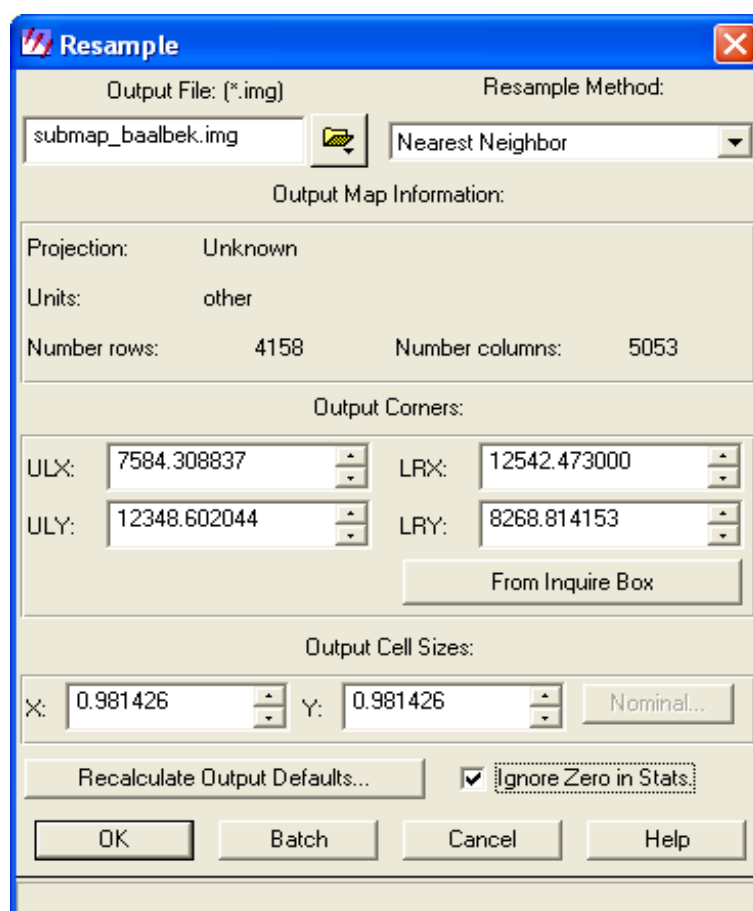 Resample
Output File: (*.img)
Resample Method:
submap_baalbek.img
Nearest Neighbor
Output Map Information:
Projection: Unknown
Units: other
Number rows: 4158 Number columns: 5053
Output Corners:
ULX: 7584.308837 LRX: 12542.473000
ULY: 12348.602044 LRY: 8268.814153
From Inquire Box
Output Cell Sizes:
X: 0.981426 Y: 0.981426 Nominal...
Recalculate Output Defaults... Ignore Zero in Stats.
OK Batch Cancel Help